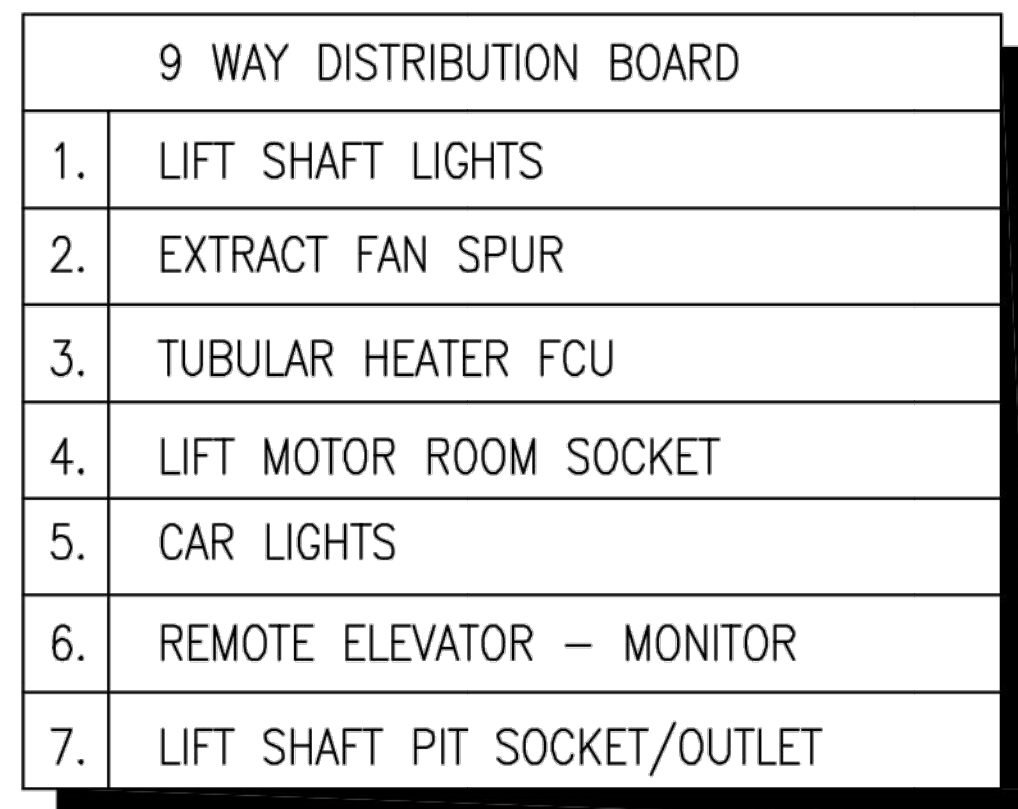 9 WAY DISTRIBUTION BOARD
1. LIFT SHAFT LIGHTS
2. EXTRACT FAN SPUR
3. TUBULAR HEATER FCU
4. LIFT MOTOR ROOM SOCKET
5. CAR LIGHTS
6. REMOTE ELEVATOR – MONITOR
7. LIFT SHAFT PIT SOCKET/OUTLET